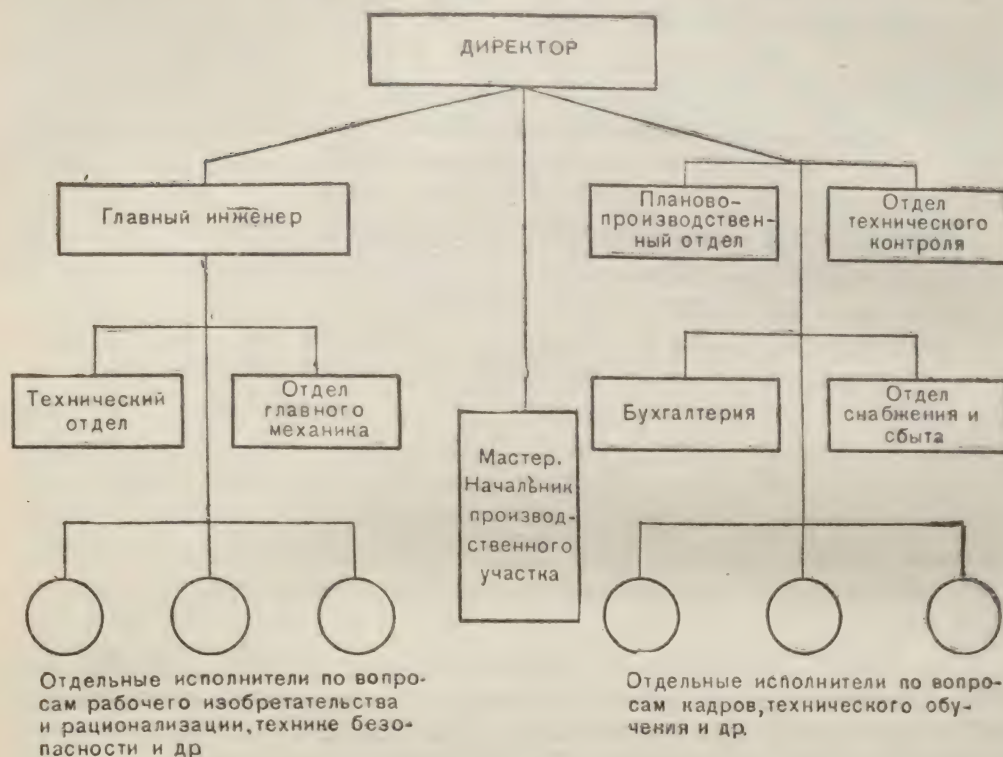 ДИРЕКТОР
Главный инженер
Планово-
производствен-
ный отдел
Отдел
технического
контроля
Технический
отдел
Отдел
главного
механика
Бухгалтерия
Отдел
снабжения и
сбыта
Мастер.
Начальник
производ-
ственного
участка
Отдельные исполнители по вопро-
сам рабочего изобретательства
и рационализации, технике безо-
пасности и др
Отдельные исполнители по вопро-
сам кадров, технического обу-
чения и др.